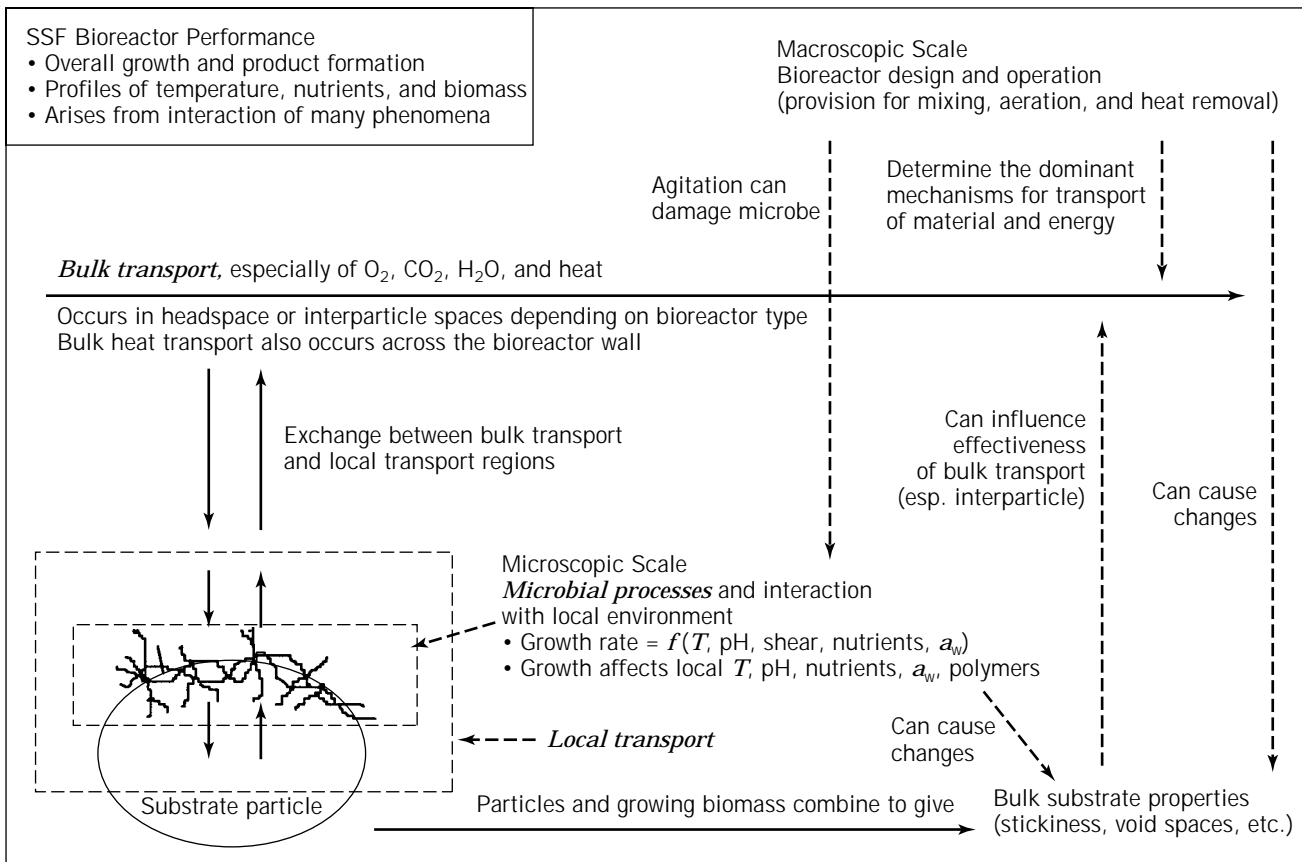 SSF Bioreactor Performance
• Overall growth and product formation
• Profiles of temperature, nutrients, and biomass
• Arises from interaction of many phenomena
Macroscopic Scale
Bioreactor design and operation
(provision for mixing, aeration, and heat removal)
Agitation can
damage microbe
Determine the dominant
mechanisms for transport
of material and energy
Bulk transport, especially of O₂, CO₂, H₂O, and heat
Occurs in headspace or interparticle spaces depending on bioreactor type
Bulk heat transport also occurs across the bioreactor wall
Exchange between bulk transport
and local transport regions
Can influence
effectiveness
of bulk transport
(esp. interparticle)
Can cause
changes
Microscopic Scale
Microbial processes and interaction
with local environment
• Growth rate = f(T, pH, shear, nutrients, a_w)
• Growth affects local T, pH, nutrients, a_w, polymers
Can cause
changes
Local transport
Substrate particle
Particles and growing biomass combine to give
Bulk substrate properties
(stickiness, void spaces, etc.)